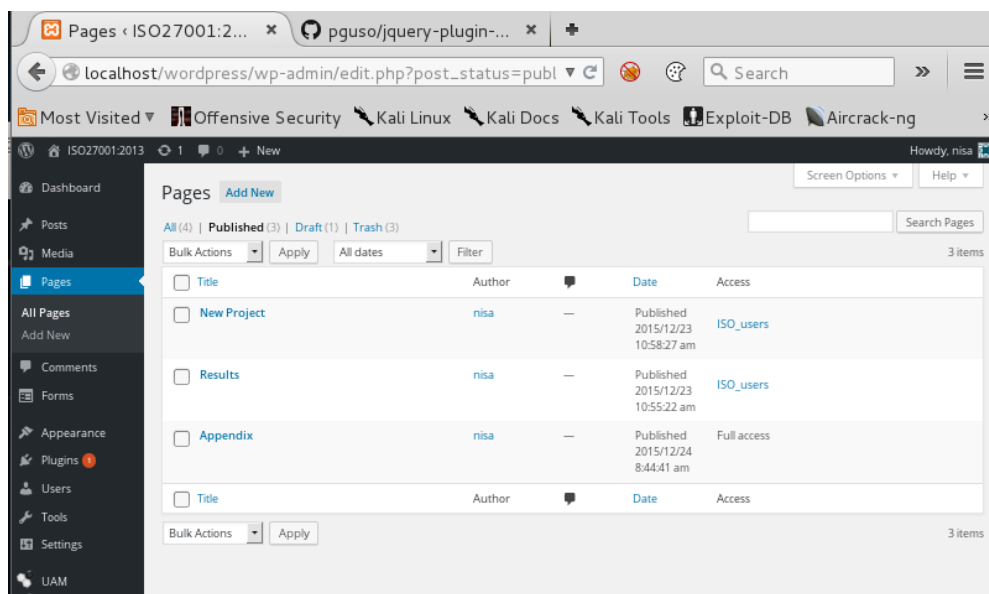 Pages ‹ ISO27001:2... ×
pguso/jquery-plugin-... ×
localhost/wordpress/wp-admin/edit.php?post_status=publ
Search
Most Visited
Offensive Security
Kali Linux
Kali Docs
Kali Tools
Exploit-DB
Aircrack-ng
ISO27001:2013
1
0
+ New
Howdy, nisa
Dashboard
Posts
Media
Pages
All Pages
Add New
Comments
Forms
Appearance
Plugins 1
Users
Tools
Settings
UAM
Screen Options
Help
Pages Add New
All (4) | Published (3) | Draft (1) | Trash (3)
Search Pages
Bulk Actions
Apply
All dates
Filter
3 items
Title Author Date Access
New Project nisa — Published ISO_users
2015/12/23
10:58:27 am
Results nisa — Published ISO_users
2015/12/23
10:55:22 am
Appendix nisa — Published Full access
2015/12/24
8:44:41 am
Title Author Date Access
Bulk Actions
Apply
3 items